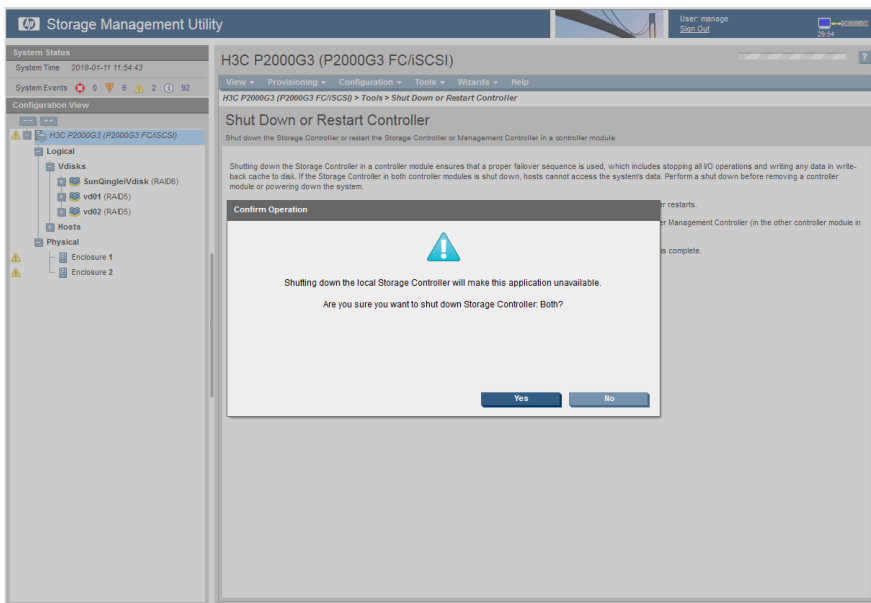 hp Storage Management Utility
User: manage
Sign Out
29:54
System Status
System Time 2018-01-11 11:54:43
System Events 0 6 2 92
Configuration View
H3C P2000G3 (P2000G3 FC/iSCSI)
Logical
Vdisks
SunQingleiVdisk (RAID6)
vd01 (RAID5)
vd02 (RAID5)
Hosts
Physical
Enclosure 1
Enclosure 2
H3C P2000G3 (P2000G3 FC/iSCSI)
?
View Provisioning Configuration Tools Wizards Help
H3C P2000G3 (P2000G3 FC/iSCSI) > Tools > Shut Down or Restart Controller
Shut Down or Restart Controller
Shut down the Storage Controller or restart the Storage Controller or Management Controller in a controller module.
Shutting down the Storage Controller in a controller module ensures that a proper failover sequence is used, which includes stopping all I/O operations and writing any data in write-
back cache to disk. If the Storage Controller in both controller modules is shut down, hosts cannot access the system's data. Perform a shut down before removing a controller
module or powering down the system.
er restarts.
er Management Controller (in the other controller module in
is complete.
Confirm Operation
Shutting down the local Storage Controller will make this application unavailable.
Are you sure you want to shut down Storage Controller: Both?
Yes
No